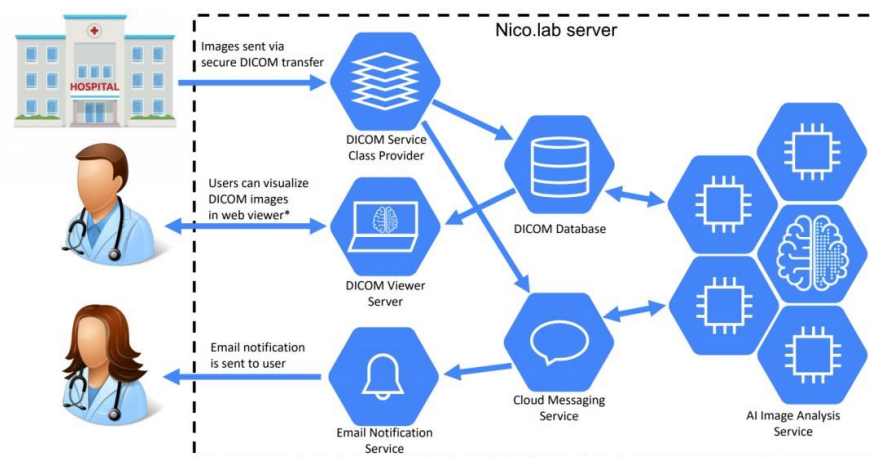 Nico.lab server
Images sent via
secure DICOM transfer
HOSPITAL
DICOM Service
Class Provider
Users can visualize
DICOM images
in web viewer*
DICOM Database
DICOM Viewer
Server
Email notification
is sent to user
Cloud Messaging
Service
AI Image Analysis
Service
Email Notification
Service